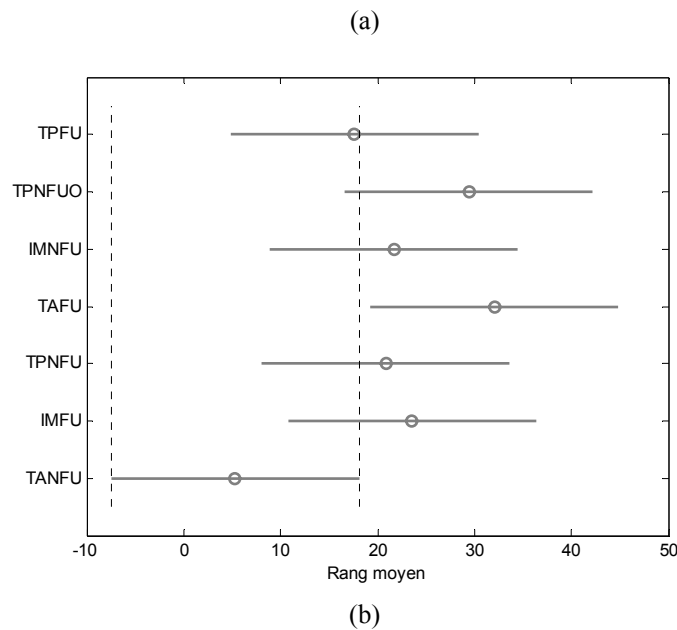 (a)
TPFU
TPNFUO
IMNFU
TAFU
TPNFU
IMFU
TANFU
-10 0 10 20 30 40 50
Rang moyen
(b)